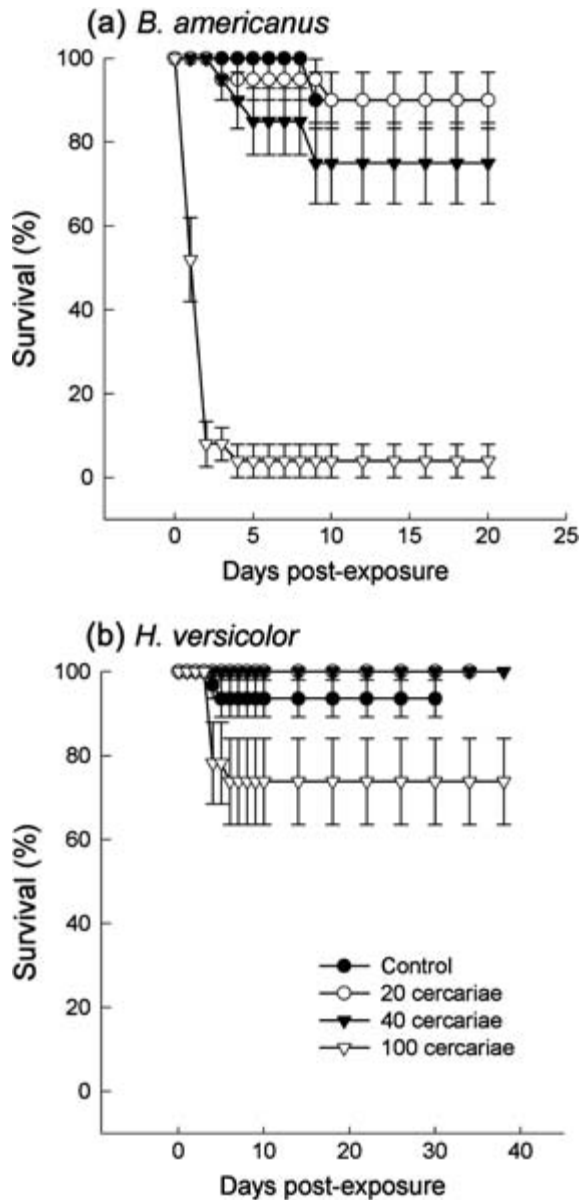 (a) B. americanus
100
80
60
40
20
0
Survival (%)
0 5 10 15 20 25
Days post-exposure
(b) H. versicolor
100
80
60
40
20
0
Survival (%)
Control
20 cercariae
40 cercariae
100 cercariae
0 10 20 30 40
Days post-exposure